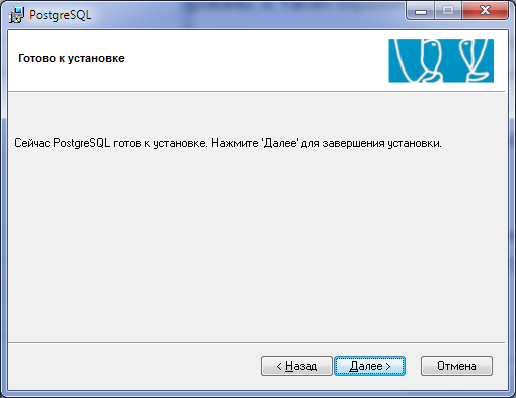 PostgreSQL
Готово к установке
Сейчас PostgreSQL готов к установке. Нажмите 'Далее' для завершения установки.
< Назад
Далее >
Отмена